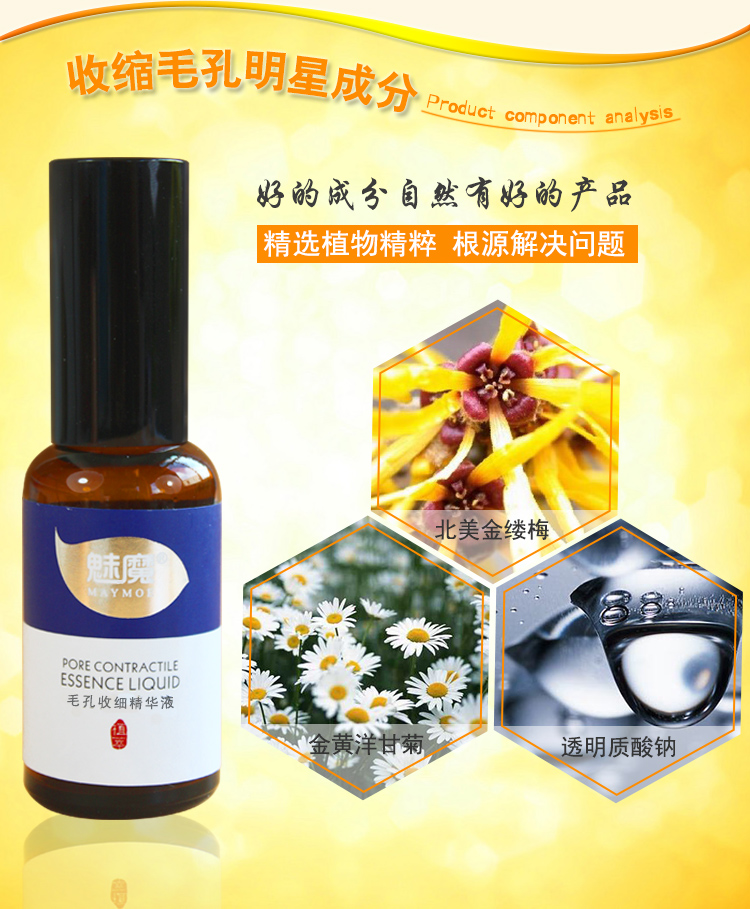 收缩毛孔明星成分
Product component analysis
好的成分自然有好的产品
精选植物精粹 根源解决问题
北美金缕梅
魅魔®
PORE CONTRACTILE
ESSENCE LIQUID
毛孔收细精华液
金黄洋甘菊
透明质酸钠